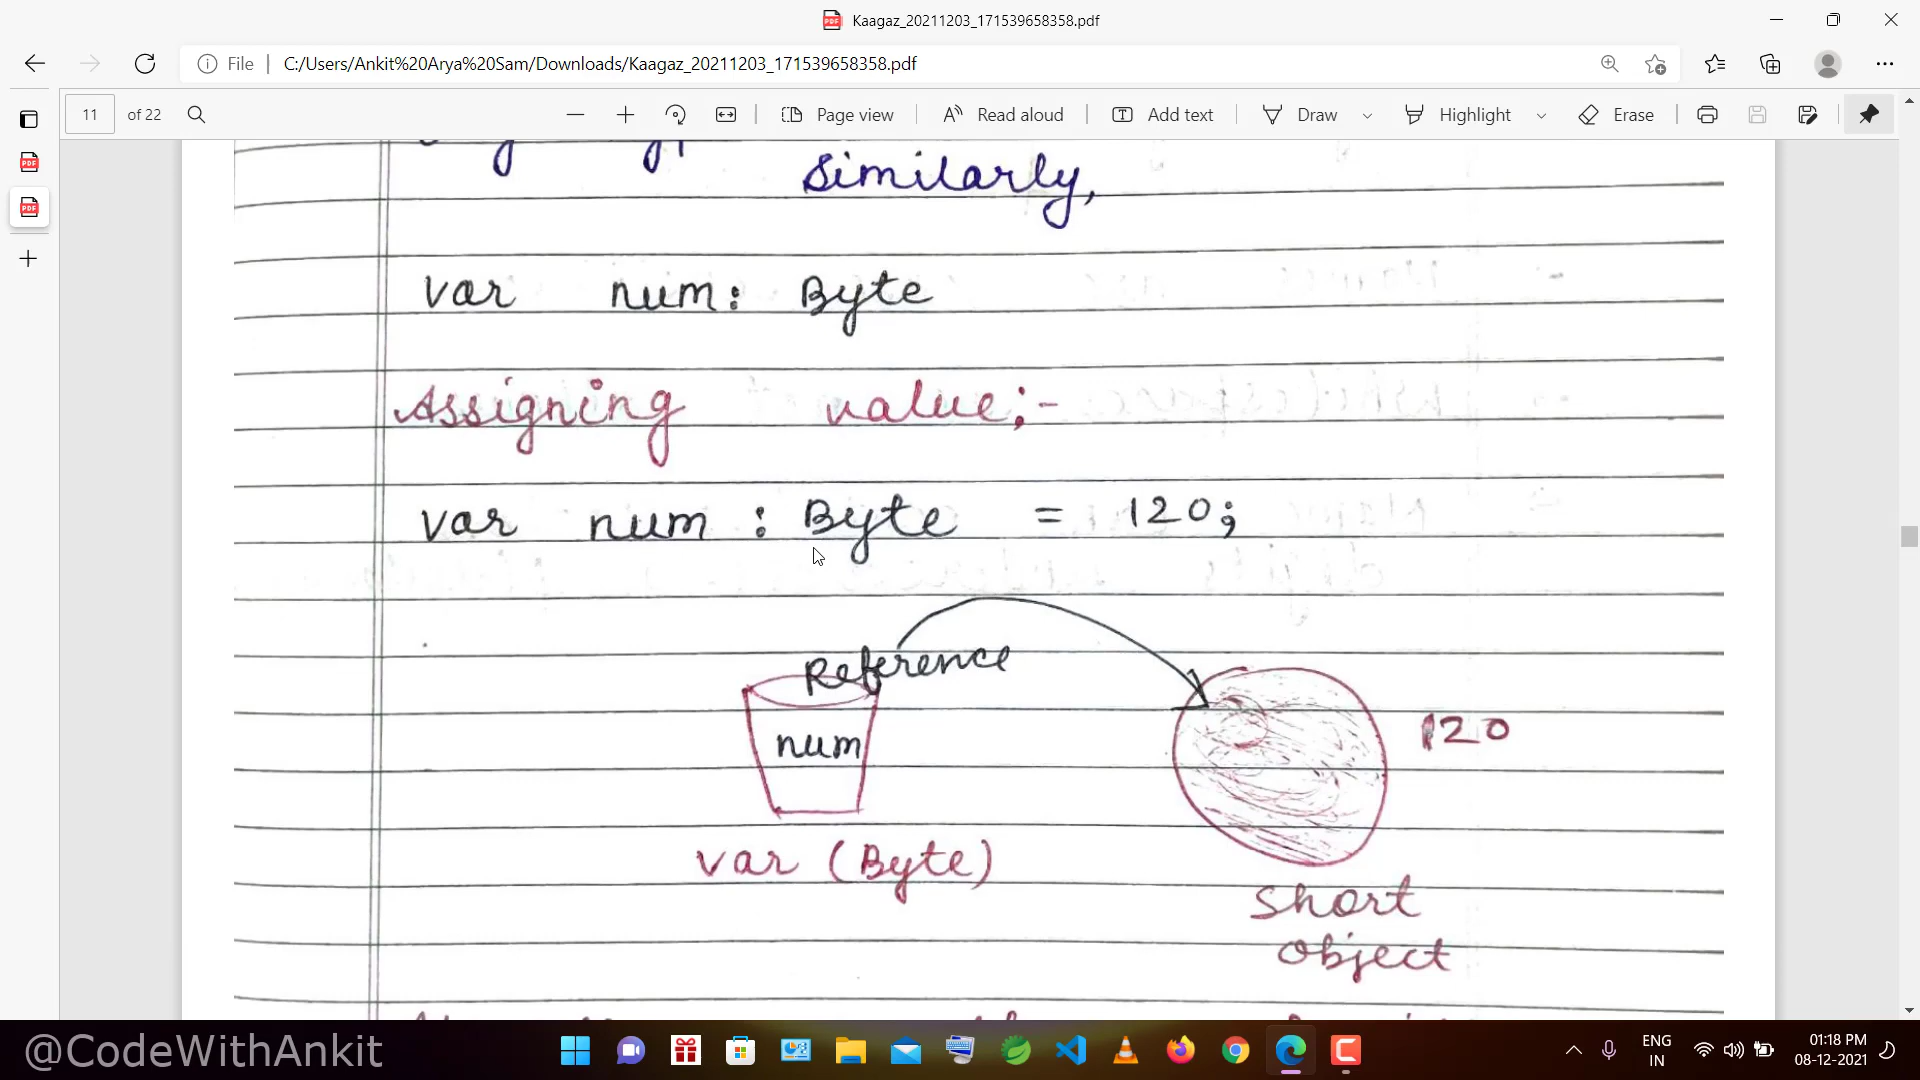 Kaagaz_20211203_171539658358.pdf
File C:/Users/Ankit%20Arya%20Sam/Downloads/Kaagaz_20211203_171539658358.pdf
11 of 22 Page view Read aloud Add text Draw Highlight Erase
Similarly,
var num: Byte
Assigning value;-
var num : Byte = 120;
Reference
num
120
var (Byte)
short
object
@CodeWithAnkit
ENG
IN
01:18 PM
08-12-2021